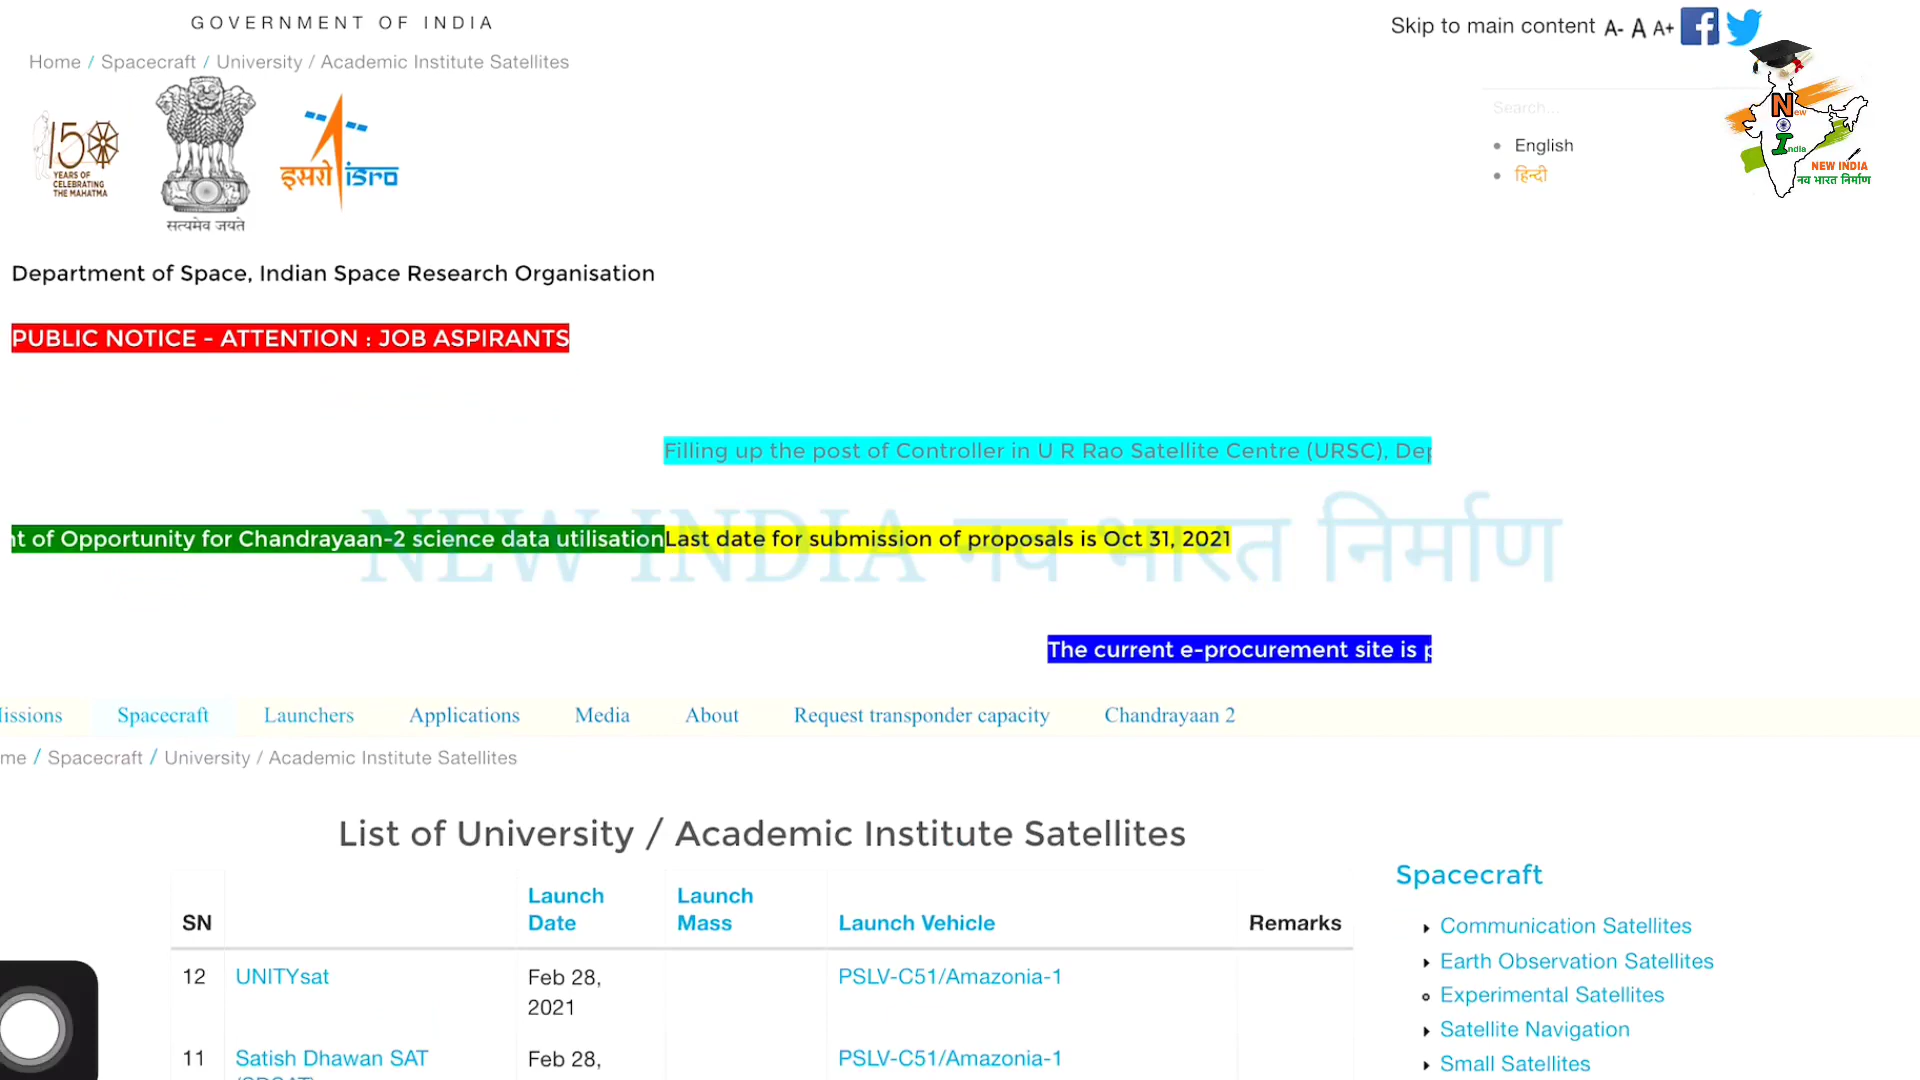 GOVERNMENT OF INDIA
Skip to main content A- A A+
Home / Spacecraft / University / Academic Institute Satellites
150
YEARS OF
CELEBRATING
THE MAHATMA
सत्यमेव जयते
इसरो isro
Search...
English
हिन्दी
New
India
NEW INDIA
नव भारत निर्माण
Department of Space, Indian Space Research Organisation
PUBLIC NOTICE - ATTENTION : JOB ASPIRANTS
Filling up the post of Controller in U R Rao Satellite Centre (URSC),
of Opportunity for Chandrayaan-2 science data utilisation Last date for submission of proposals is Oct 31, 2021
NEW INDIA नव भारत निर्माण
The current e-procurement site is
Spacecraft Launchers Applications Media About Request transponder capacity Chandrayaan 2
/ Spacecraft / University / Academic Institute Satellites
List of University / Academic Institute Satellites
SN Launch Date Launch Mass Launch Vehicle Remarks
12 UNITYsat Feb 28, 2021 PSLV-C51/Amazonia-1
11 Satish Dhawan SAT Feb 28, PSLV-C51/Amazonia-1
Spacecraft
Communication Satellites
Earth Observation Satellites
Experimental Satellites
Satellite Navigation
Small Satellites